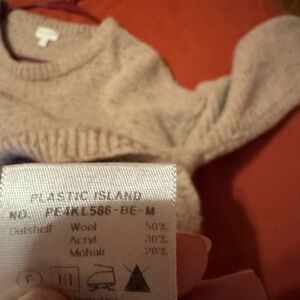 PLASTIC ISLAND
NO. PE4KL586-BE-M
Outshell Wool 50%
Acryl 30%
Mohair 20%
F